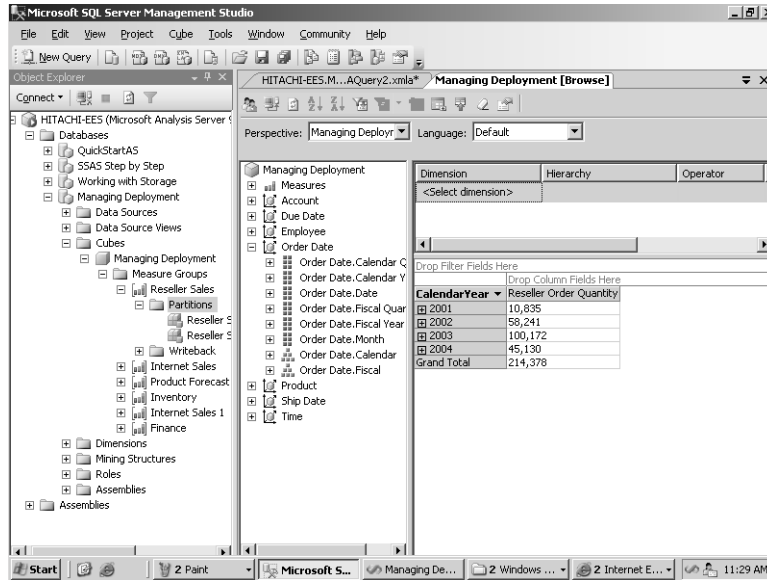 Microsoft SQL Server Management Studio
File Edit View Project Cube Tools Window Community Help
New Query
Object Explorer
Connect
HITACHI-EES (Microsoft Analysis Server
Databases
QuickStartAS
SSAS Step by Step
Working with Storage
Managing Deployment
Data Sources
Data Source Views
Cubes
Managing Deployment
Measure Groups
Reseller Sales
Partitions
Reseller S
Reseller S
Writeback
Internet Sales
Product Forecast
Inventory
Internet Sales 1
Finance
Dimensions
Mining Structures
Roles
Assemblies
Assemblies
HITACHI-EES.M...AQuery2.xmla* Managing Deployment [Browse]
Perspective: Managing Deployr Language: Default
Managing Deployment
Measures
Account
Due Date
Employee
Order Date
Order Date.Calendar Q
Order Date.Calendar Y
Order Date.Date
Order Date.Fiscal Quar
Order Date.Fiscal Year
Order Date.Month
Order Date.Calendar
Order Date.Fiscal
Product
Ship Date
Time
Dimension Hierarchy Operator
<Select dimension>
Drop Filter Fields Here
Drop Column Fields Here
CalendarYear Reseller Order Quantity
2001 10,835
2002 58,241
2003 100,172
2004 45,130
Grand Total 214,378
Start 2 Paint Microsoft S... Managing De... 2 Windows ... 2 Internet E... 11:29 AM